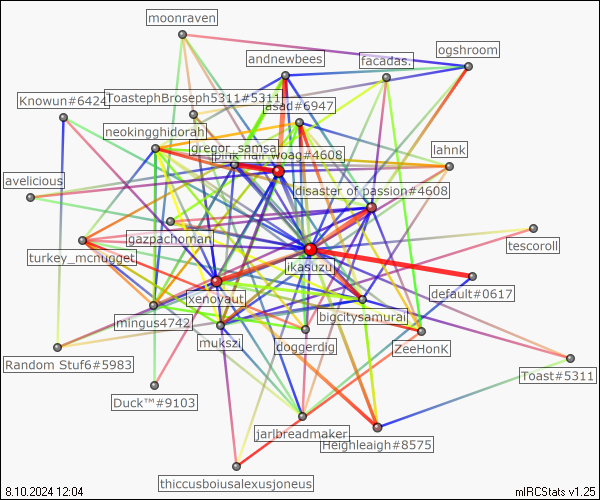 moonraven
ogshroom
andnewbees
facadas.
Knowun#6424
ToastephBroseph5311#5311
asad#6947
neokingghidorah
gregor_samsa
pink hair woag#4608
lahnk
avelicious
disaster of passion#4608
gazpachoman
tescoroll
turkey_mcnugget
ikasuzu
default#0617
xenoyaut
bigcitysamurai
mingus4742
mukszi
doggerdig
ZeeHonK
Random Stuf6#5983
Toast#5311
Duck™#9103
jarlbreadmaker
Heighleaigh#8575
thiccusboiusalexusjoneus
8.10.2024 12:04
mIRCStats v1.25